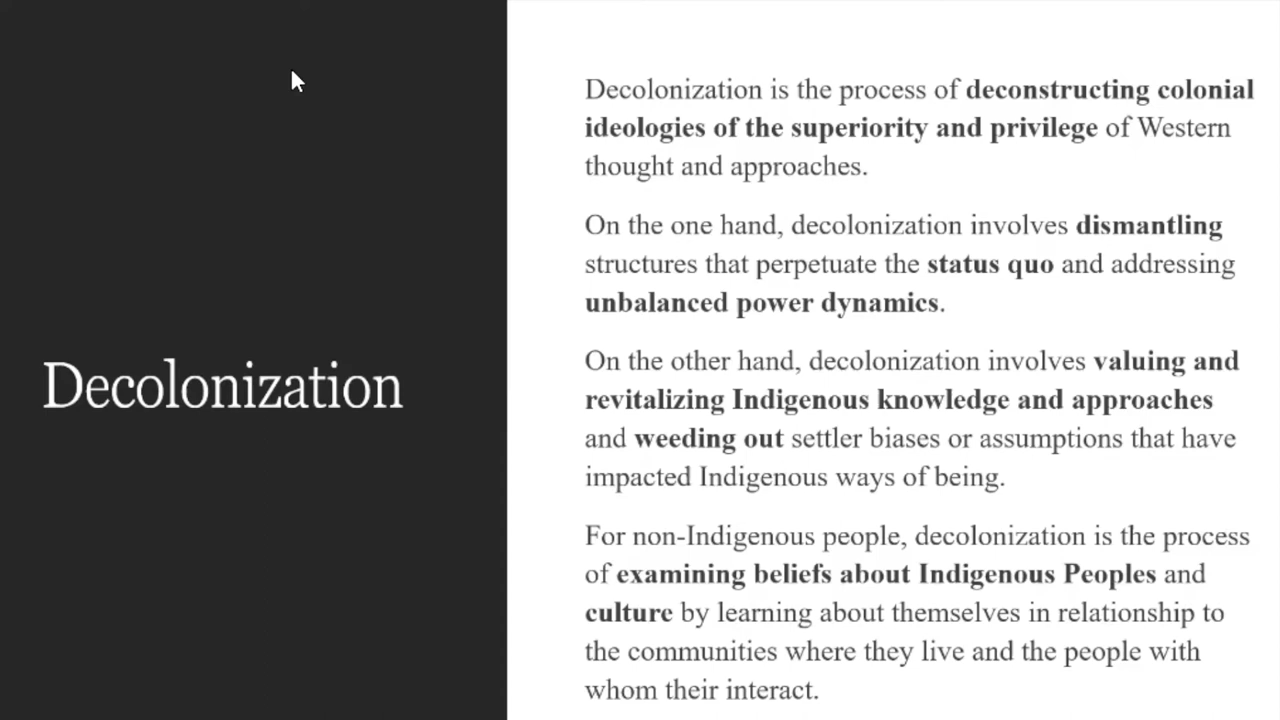 Decolonization
Decolonization is the process of deconstructing colonial
ideologies of the superiority and privilege of Western
thought and approaches.
On the one hand, decolonization involves dismantling
structures that perpetuate the status quo and addressing
unbalanced power dynamics.
On the other hand, decolonization involves valuing and
revitalizing Indigenous knowledge and approaches
and weeding out settler biases or assumptions that have
impacted Indigenous ways of being.
For non-Indigenous people, decolonization is the process
of examining beliefs about Indigenous Peoples and
culture by learning about themselves in relationship to
the communities where they live and the people with
whom their interact.